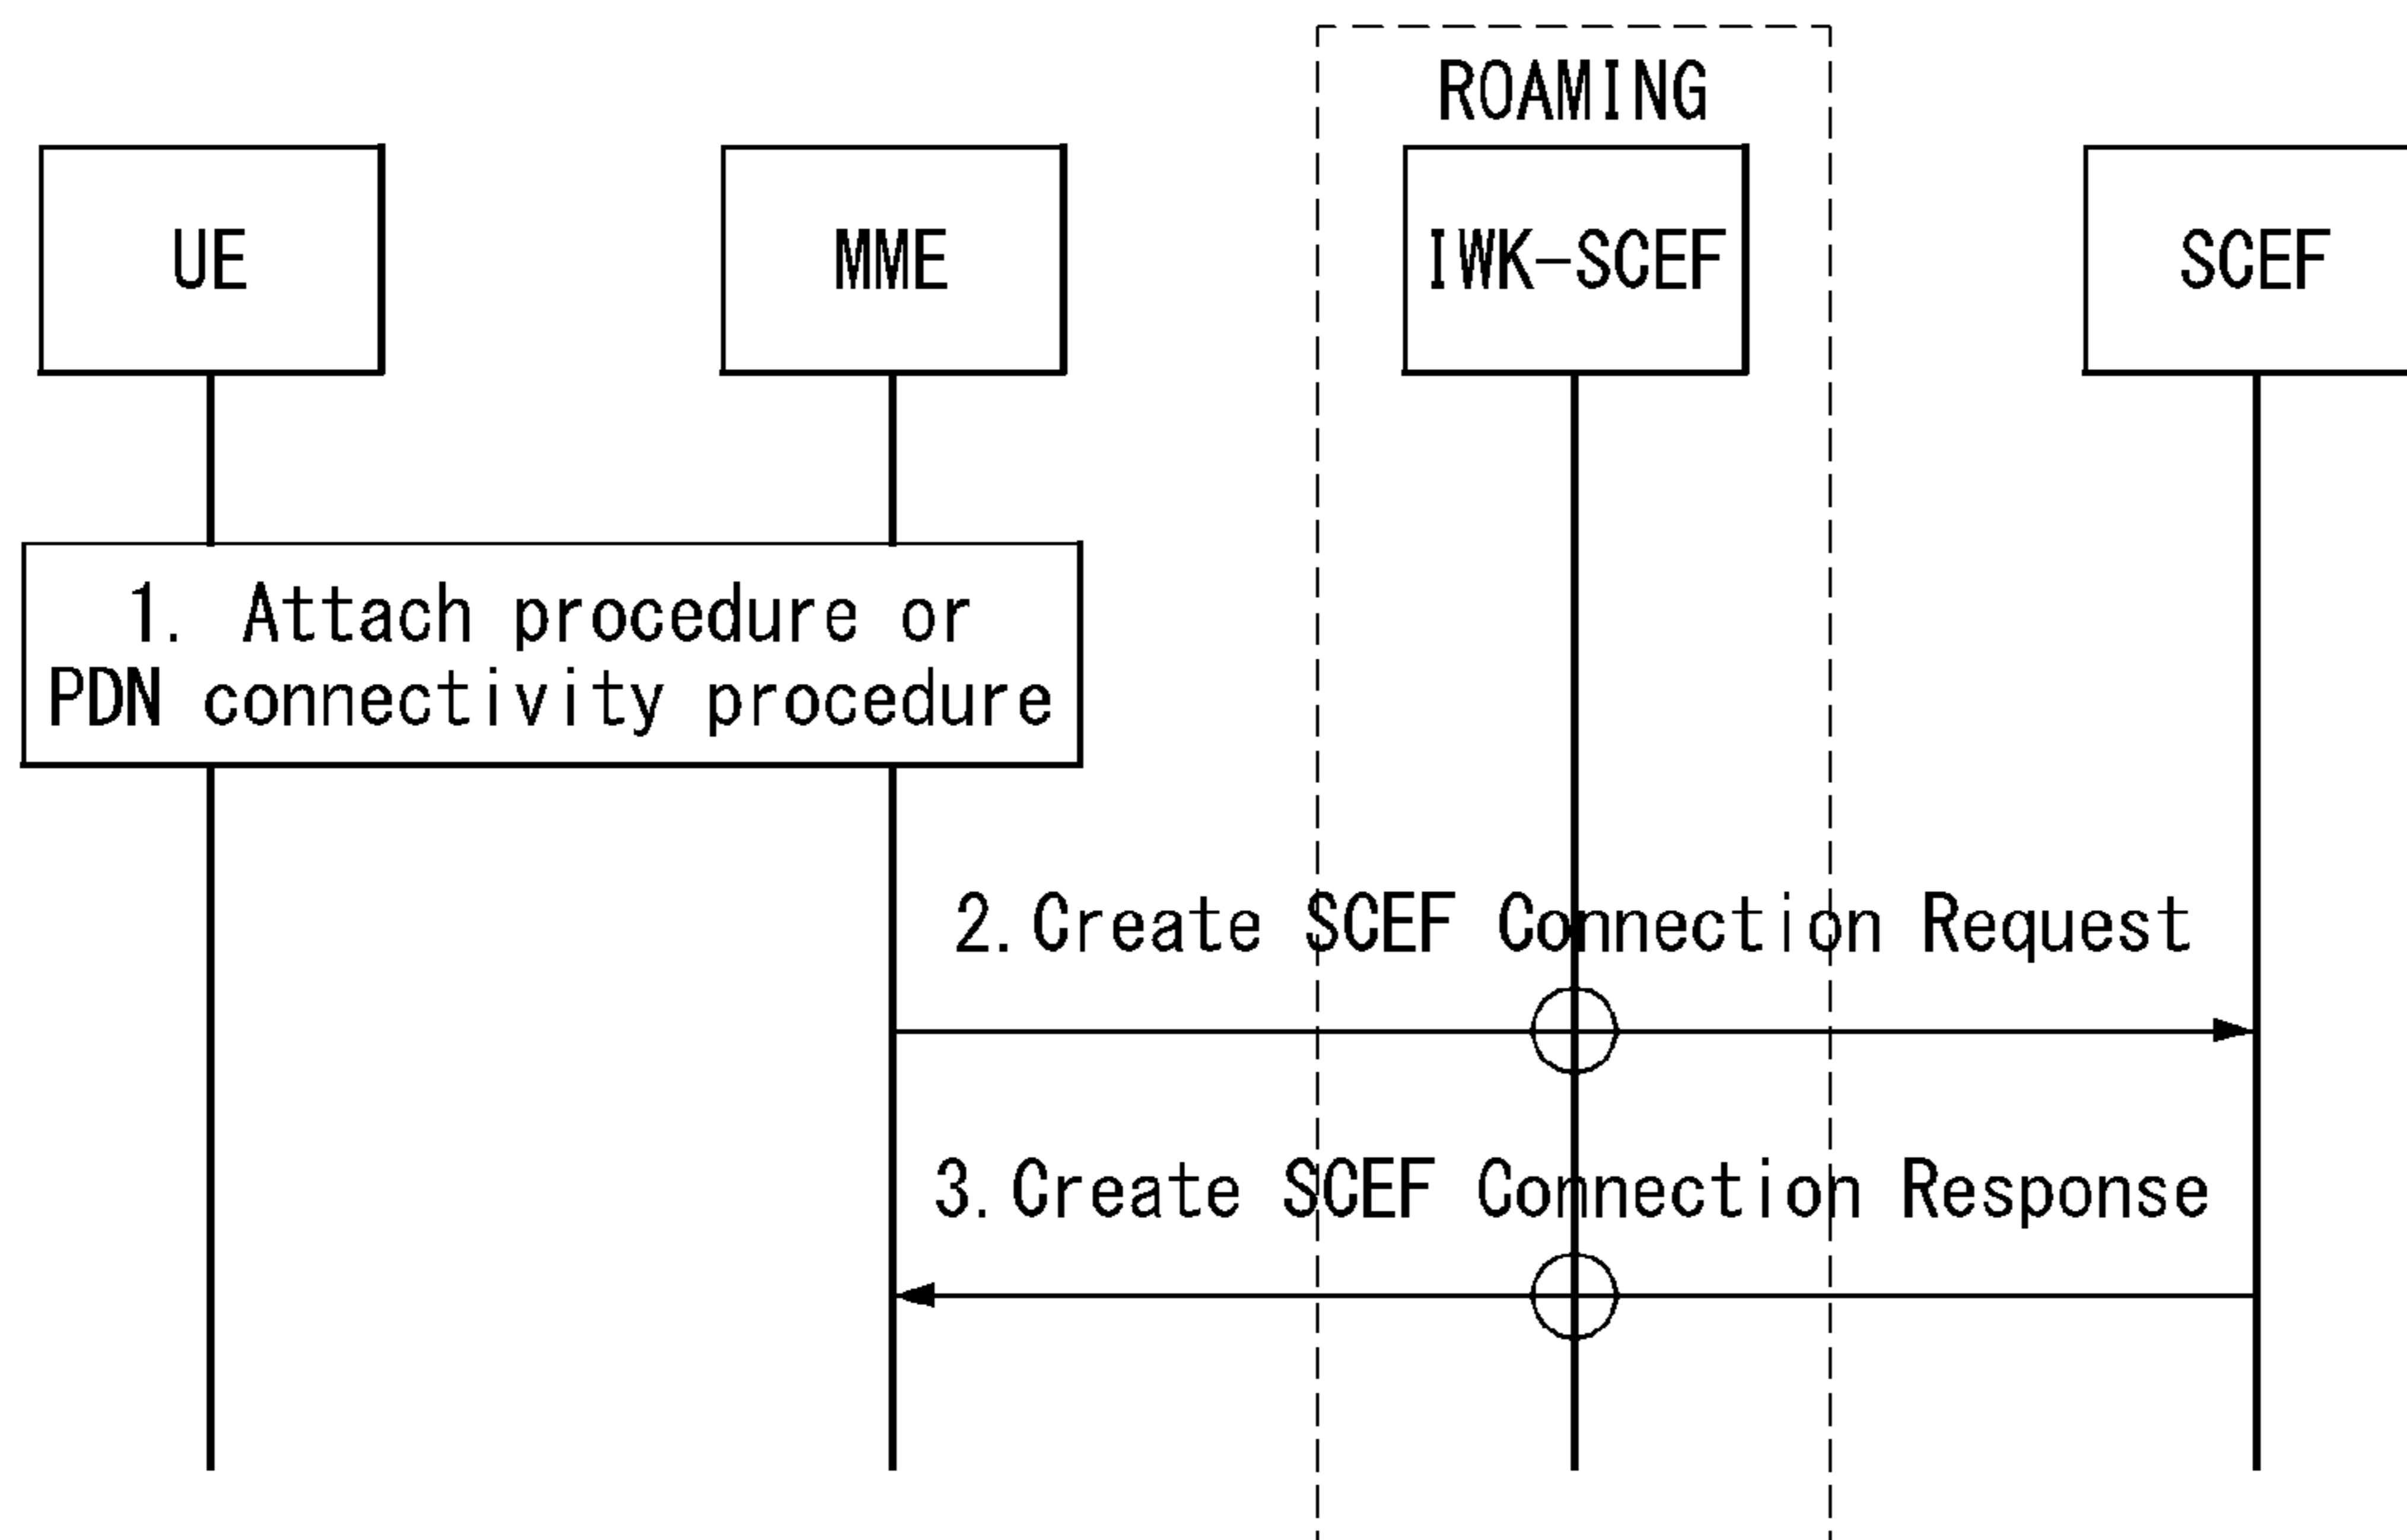 ROAMING
UE
MME
IWK-SCEF
SCEF
1. Attach procedure or
PDN connectivity procedure
2. Create SCEF Connection Request
3. Create SCEF Connection Response